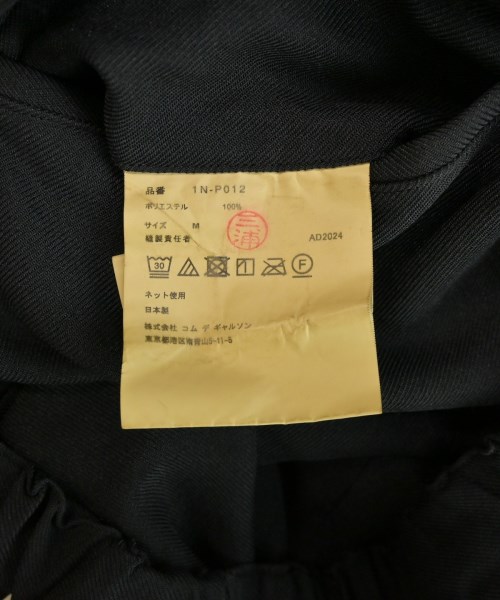 品番 1N-P012
ポリエステル 100%
サイズ M
縫製責任者 三浦 AD2024
30 F
ネット使用
日本製
株式会社 コム デ ギャルソン
東京都港区南青山5-11-5